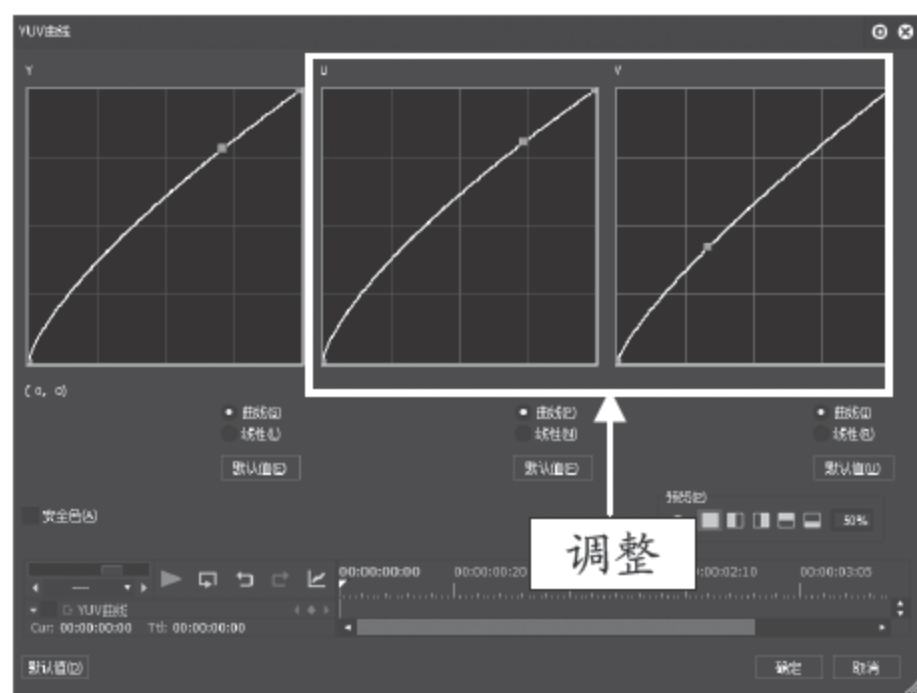 YUV曲线
Y U V
(0, 0)
曲线(S) 曲线(P) 曲线(I)
线性(L) 线性(N) 线性(R)
默认值(E) 默认值(E) 默认值(U)
预览(P)
安全色(A)
50%
调整
00:00:00:00 00:00:00:20 00:02:10 00:00:03:05
YUV曲线
Cur: 00:00:00:00 Ttl: 00:00:00:00
默认值(D) 确定 取消